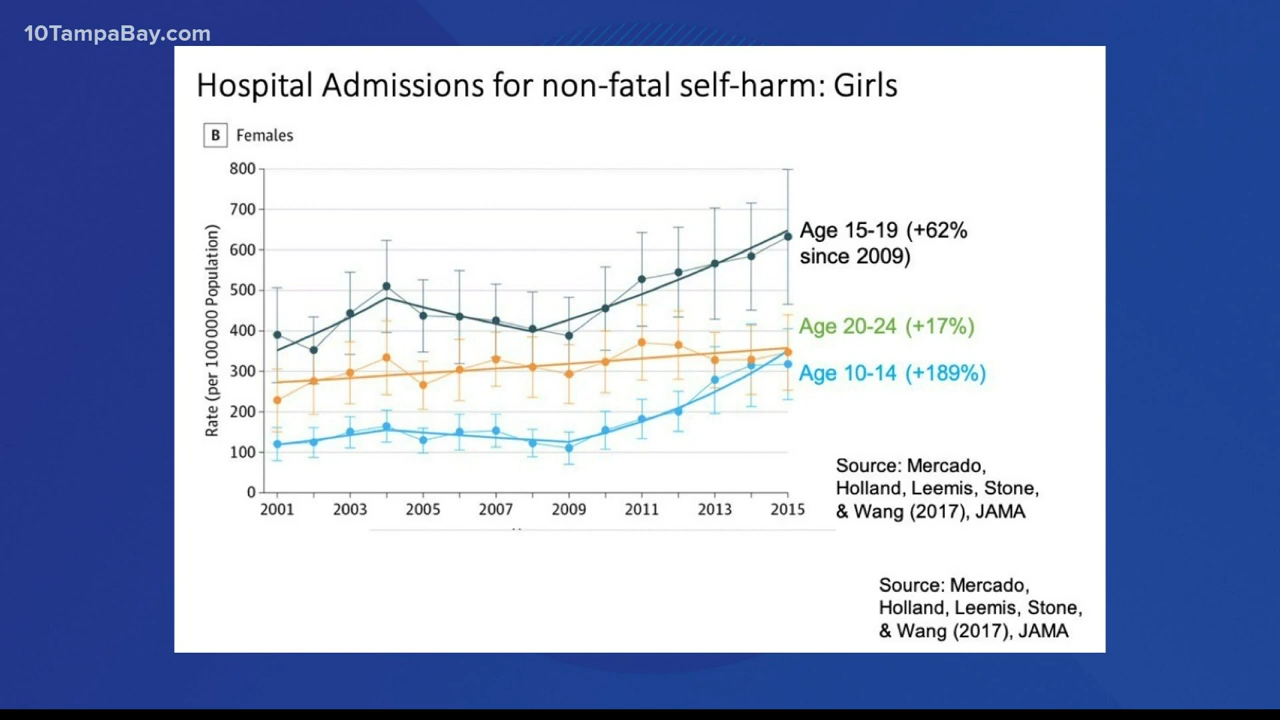 10TampaBay.com
Hospital Admissions for non-fatal self-harm: Girls
B Females
800
700
600
500
400
300
200
100
0
Rate (per 100 000 Population)
2001 2003 2005 2007 2009 2011 2013 2015
Age 15-19 (+62%
since 2009)
Age 20-24 (+17%)
Age 10-14 (+189%)
Source: Mercado,
Holland, Leemis, Stone,
& Wang (2017), JAMA
Source: Mercado,
Holland, Leemis, Stone,
& Wang (2017), JAMA